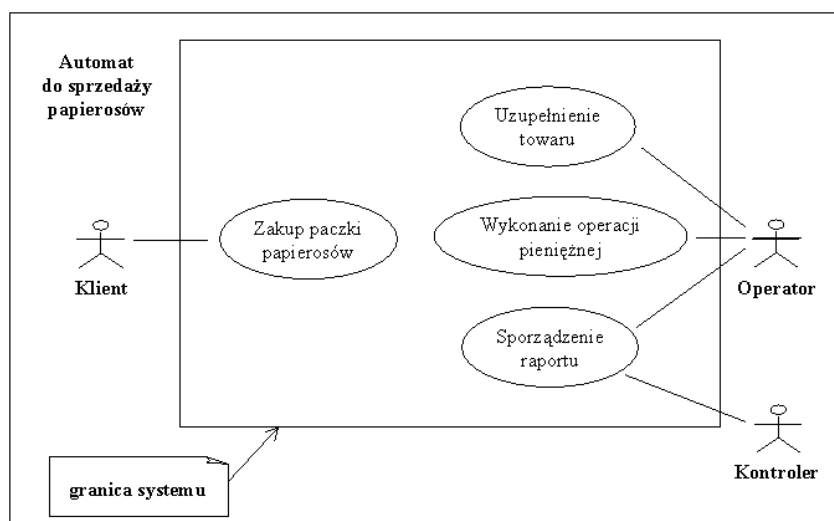 Automat
do sprzedaży
papierosów
Uzupełnienie
towaru
Zakup paczki
papierosów
Wykonanie operacji
pieniężnej
Klient
Operator
Sporządzenie
raportu
Kontroler
granica systemu